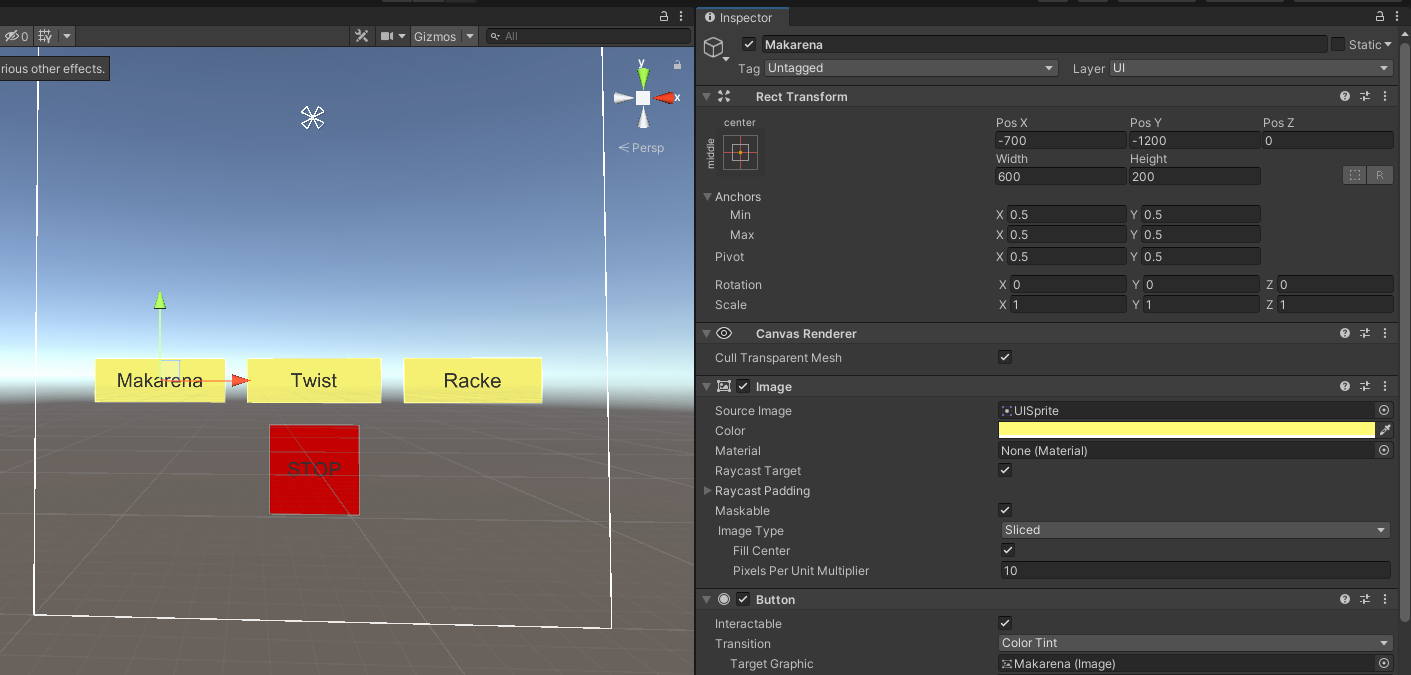 0
Gizmos
All
rious other effects.
y
x
Persp
Makarena
Twist
Racke
STOP
Inspector
Makarena
Static
Tag Untagged Layer UI
Rect Transform
center
middle
Pos X Pos Y Pos Z
-700 -1200 0
Width Height
600 200
R
Anchors
Min X 0.5 Y 0.5
Max X 0.5 Y 0.5
Pivot X 0.5 Y 0.5
Rotation X 0 Y 0 Z 0
Scale X 1 Y 1 Z 1
Canvas Renderer
Cull Transparent Mesh
Image
Source Image UISprite
Color
Material None (Material)
Raycast Target
Raycast Padding
Maskable
Image Type Sliced
Fill Center
Pixels Per Unit Multiplier 10
Button
Interactable
Transition Color Tint
Target Graphic Makarena (Image)